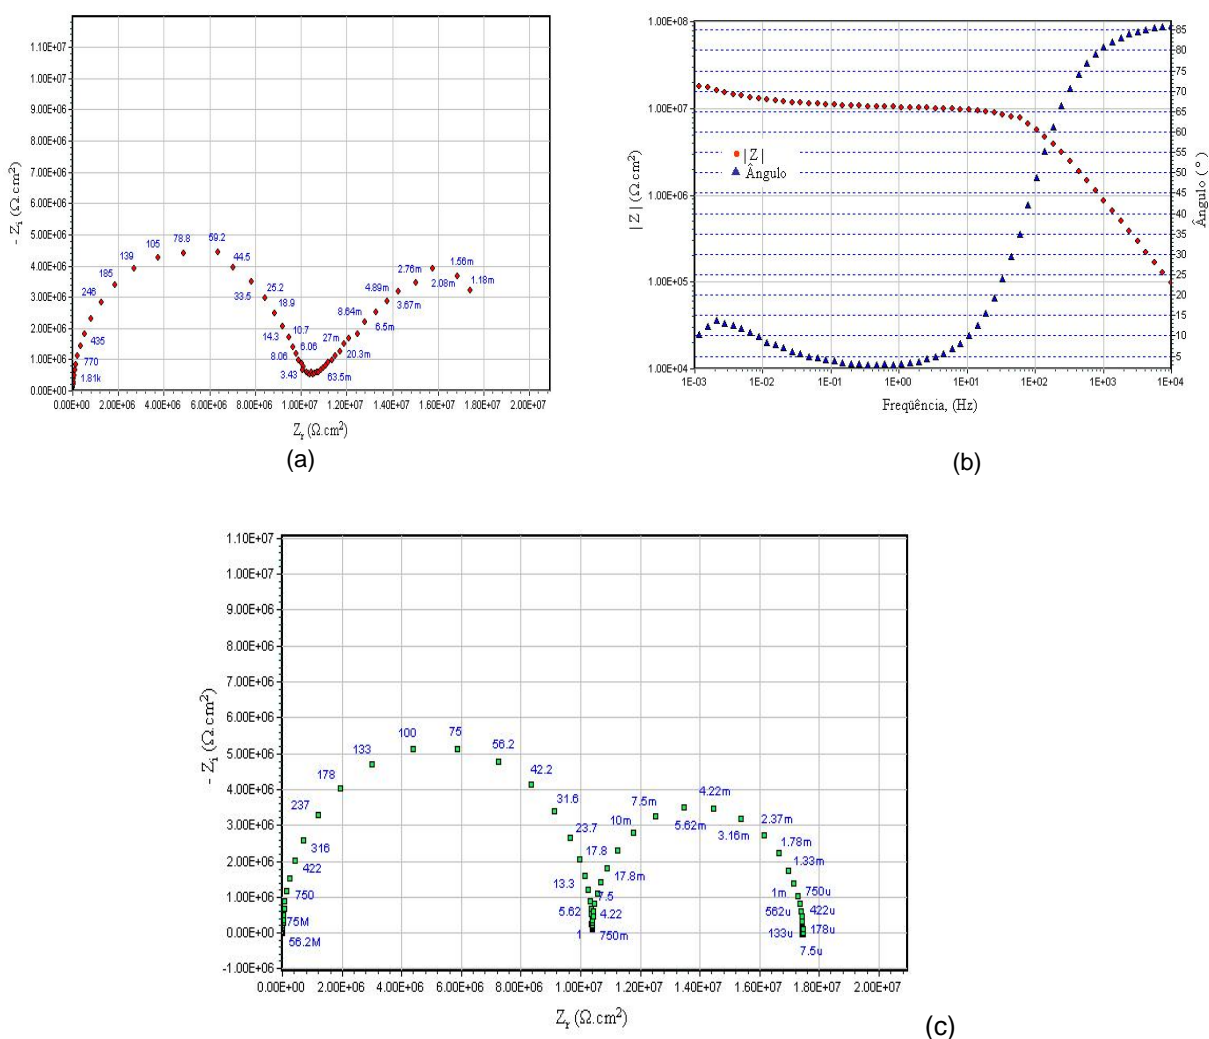 1.10E+07
1.00E+07
9.00E+06
8.00E+06
7.00E+06
6.00E+06
5.00E+06
4.00E+06
3.00E+06
2.00E+06
1.00E+06
0.00E+00
- Zi (Ω.cm²)
59.2
78.8
105
139
185
246
435
770
1.81k
44.5
33.5
25.2
18.9
14.3
10.7
8.06
6.06
3.43
63.5m
27m
20.3m
8.64m
6.5m
4.89m
3.67m
2.76m
2.08m
1.56m
1.18m
0.00E+00 2.00E+06 4.00E+06 6.00E+06 8.00E+06 1.00E+07 1.20E+07 1.40E+07 1.60E+07 1.80E+07 2.00E+07
Zr (Ω.cm²)
(a)
1.00E+08
1.00E+07
1.00E+06
1.00E+05
1.00E+04
| Z | (Ω.cm²)
|Z|
Ângulo
85
80
75
70
65
60
55
50
45
40
35
30
25
20
15
10
5
Ângulo ( ° )
1E-03 1E-02 1E-01 1E+00 1E+01 1E+02 1E+03 1E+04
Freqüência, (Hz)
(b)
1.10E+07
1.00E+07
9.00E+06
8.00E+06
7.00E+06
6.00E+06
5.00E+06
4.00E+06
3.00E+06
2.00E+06
1.00E+06
0.00E+00
-1.00E+06
- Zi (Ω.cm²)
100
75
56.2
133
178
42.2
237
31.6
316
23.7
422
17.8
750
13.3
75M
7.5
56.2M
5.62
4.22
1
750m
17.8m
10m
7.5m
5.62m
4.22m
3.16m
2.37m
1.78m
1.33m
1m
750u
562u
422u
133u
178u
7.5u
0.00E+00 2.00E+06 4.00E+06 6.00E+06 8.00E+06 1.00E+07 1.20E+07 1.40E+07 1.60E+07 1.80E+07 2.00E+07
Zr (Ω.cm²)
(c)